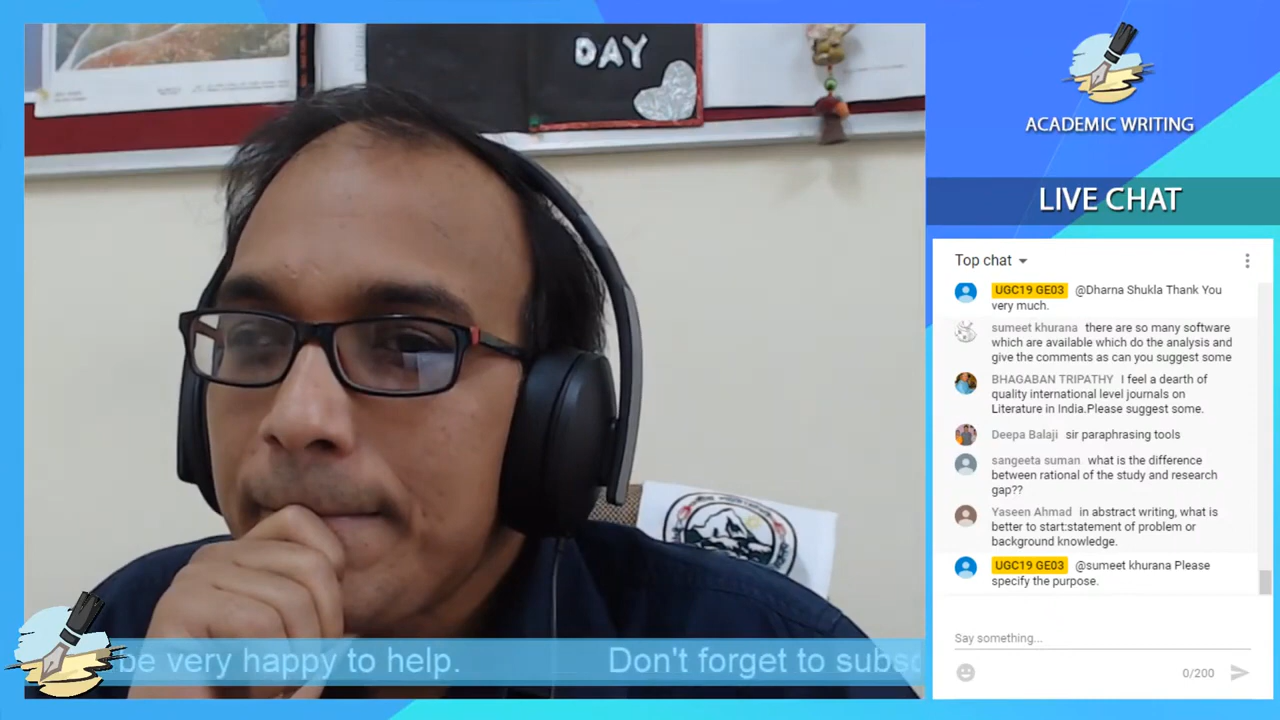 DAY
be very happy to help. Don't forget to subsc
ACADEMIC WRITING
LIVE CHAT
Top chat
UGC19 GE03 @Dharna Shukla Thank You
very much.
sumeet khurana there are so many software
which are available which do the analysis and
give the comments as can you suggest some
BHAGABAN TRIPATHY I feel a dearth of
quality international level journals on
Literature in India.Please suggest some.
Deepa Balaji sir paraphrasing tools
sangeeta suman what is the difference
between rational of the study and research
gap??
Yaseen Ahmad in abstract writing, what is
better to start:statement of problem or
background knowledge.
UGC19 GE03 @sumeet khurana Please
specify the purpose.
Say something...
0/200